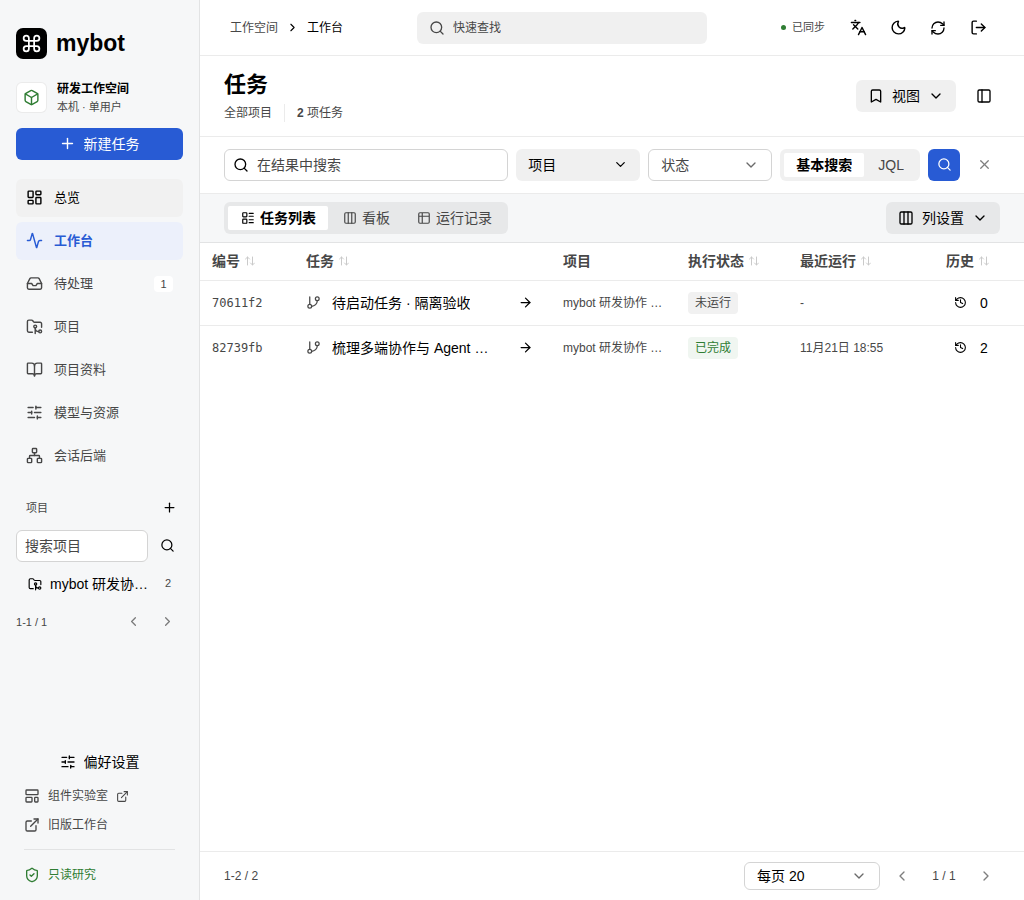 mybot
研发工作空间
本机 · 单用户
新建任务
总览
工作台
待处理 1
项目
项目资料
模型与资源
会话后端
项目
搜索项目
mybot 研发协… 2
1-1 / 1
偏好设置
组件实验室
旧版工作台
只读研究
工作空间 工作台 快速查找 已同步
任务
全部项目 2 项任务 视图
在结果中搜索 项目 状态 基本搜索 JQL
任务列表 看板 运行记录 列设置
编号 任务 项目 执行状态 最近运行 历史
70611f2 待启动任务 · 隔离验收 mybot 研发协作 … 未运行 - 0
82739fb 梳理多端协作与 Agent … mybot 研发协作 … 已完成 11月21日 18:55 2
1-2 / 2 每页 20 1 / 1